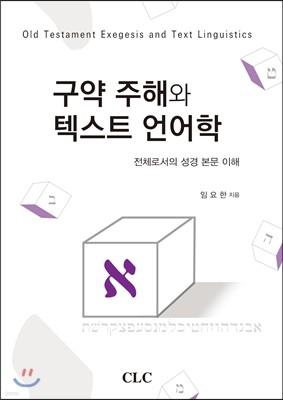 Old Testament Exegesis and Text Linguistics
구약 주해와
텍스트 언어학
전체로서의 성경 본문 이해
임 요 한 지음
ב
ה
א
תשרקצפעסנמלכיטחזוהדגבא
מ
CLC